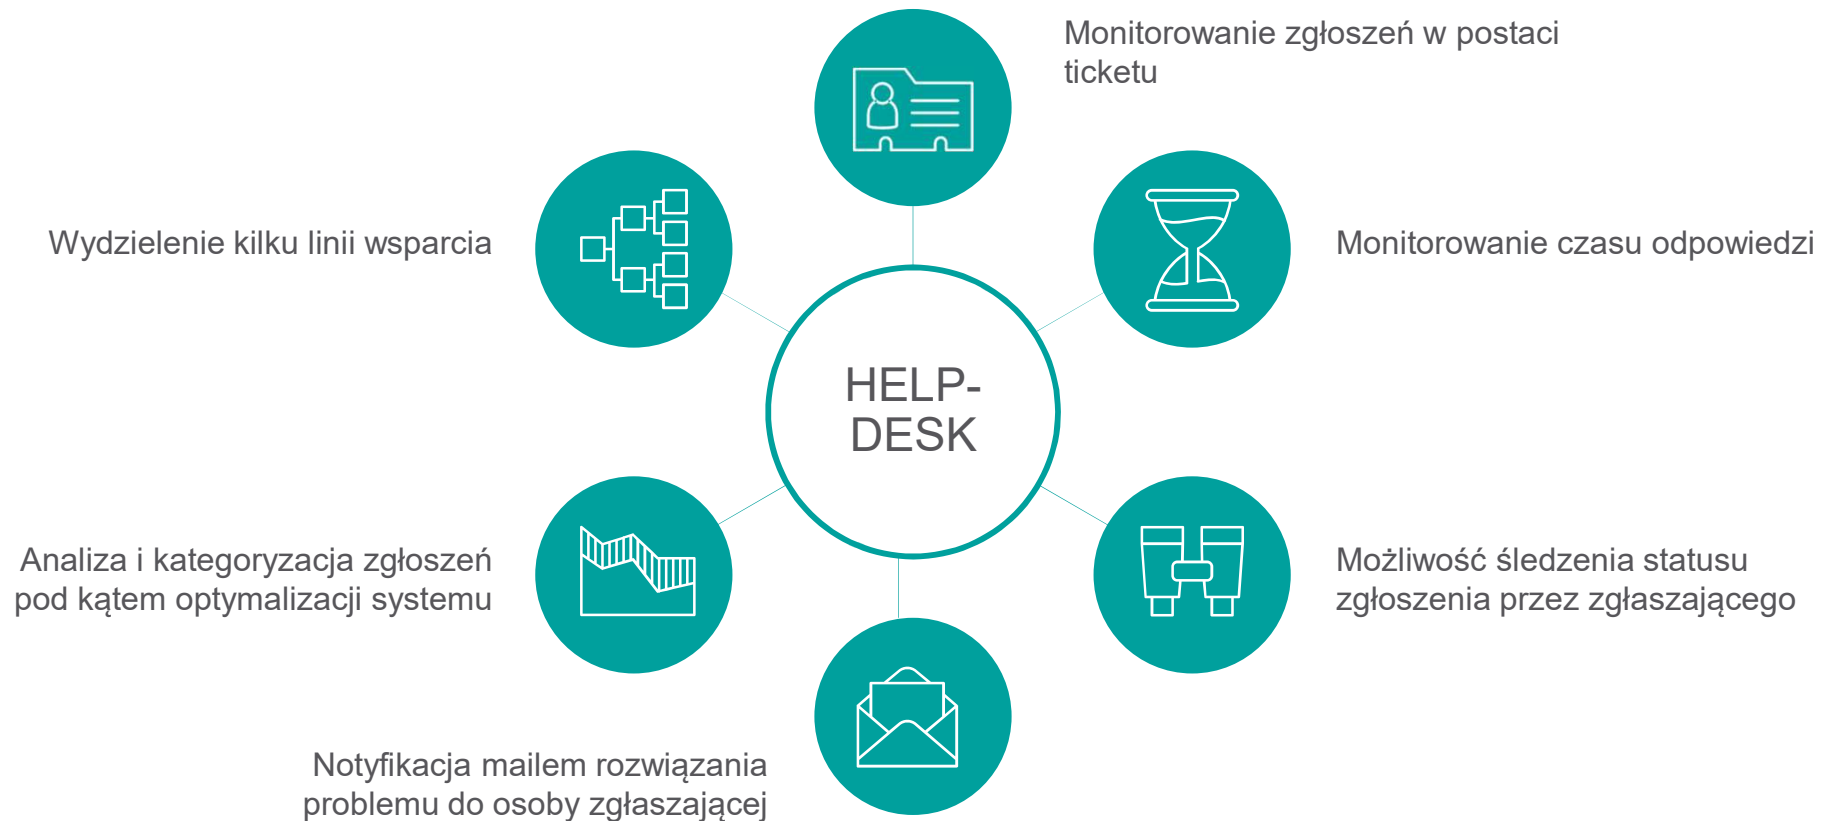 Monitorowanie zgłoszeń w postaci
ticketu
Wydzielenie kilku linii wsparcia
Monitorowanie czasu odpowiedzi
HELP-
DESK
Analiza i kategoryzacja zgłoszeń
pod kątem optymalizacji systemu
Możliwość śledzenia statusu
zgłoszenia przez zgłaszającego
Notyfikacja mailem rozwiązania
problemu do osoby zgłaszającej